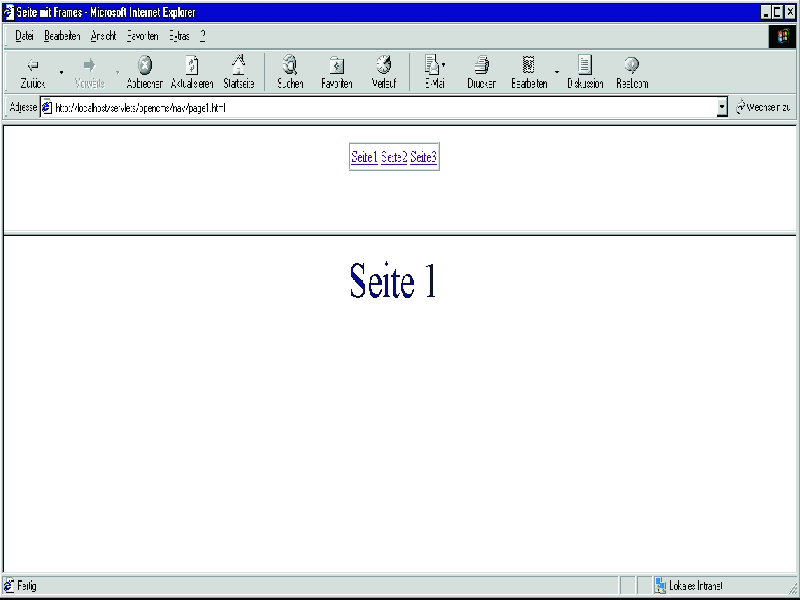 Seite mit Frames - Microsoft Internet Explorer
Datei Bearbeiten Ansicht Favoriten Extras ?
Zurück Vorwärts Abbrechen Aktualisieren Startseite Suchen Favoriten Verlauf E-Mail Drucken Bearbeiten Diskussion Real.com
Adresse http://localhost/servlets/opencms/nav/page1.html Wechseln zu
Seite1 Seite2 Seite3
Seite 1
Fertig Lokales Intranet